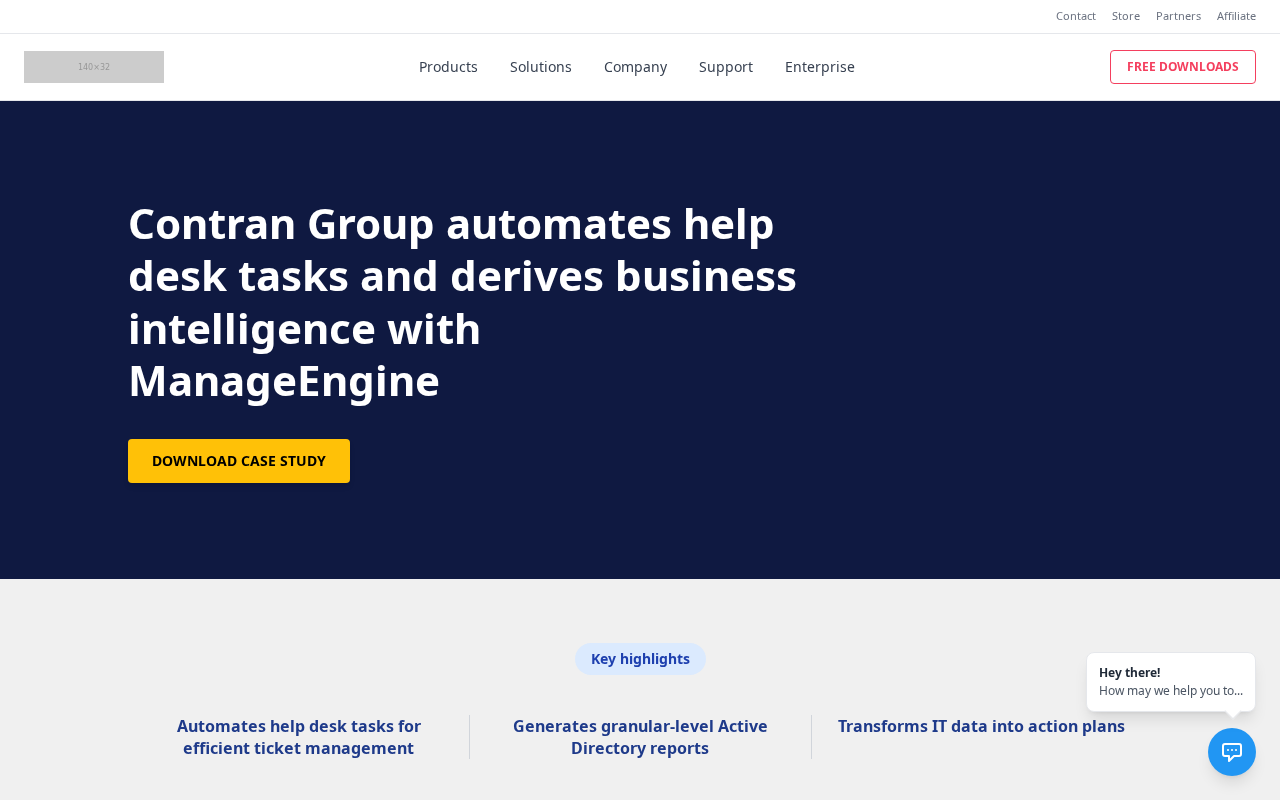 Contact Store Partners Affiliate
140×32
Products Solutions Company Support Enterprise
FREE DOWNLOADS
Contran Group automates help
desk tasks and derives business
intelligence with
ManageEngine
DOWNLOAD CASE STUDY
Key highlights
Automates help desk tasks for
efficient ticket management
Generates granular-level Active
Directory reports
Transforms IT data into action plans
Hey there!
How may we help you to...